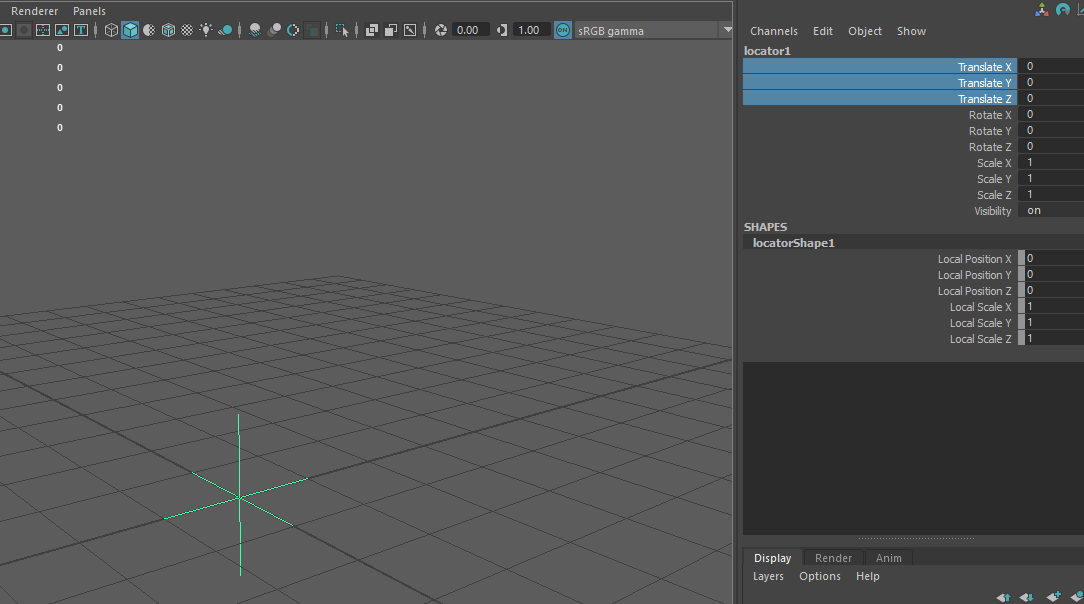 Renderer Panels
0.00 1.00 ON sRGB gamma
0
0
0
0
0
Channels Edit Object Show
locator1
Translate X 0
Translate Y 0
Translate Z 0
Rotate X 0
Rotate Y 0
Rotate Z 0
Scale X 1
Scale Y 1
Scale Z 1
Visibility on
SHAPES
locatorShape1
Local Position X 0
Local Position Y 0
Local Position Z 0
Local Scale X 1
Local Scale Y 1
Local Scale Z 1
Display Render Anim
Layers Options Help